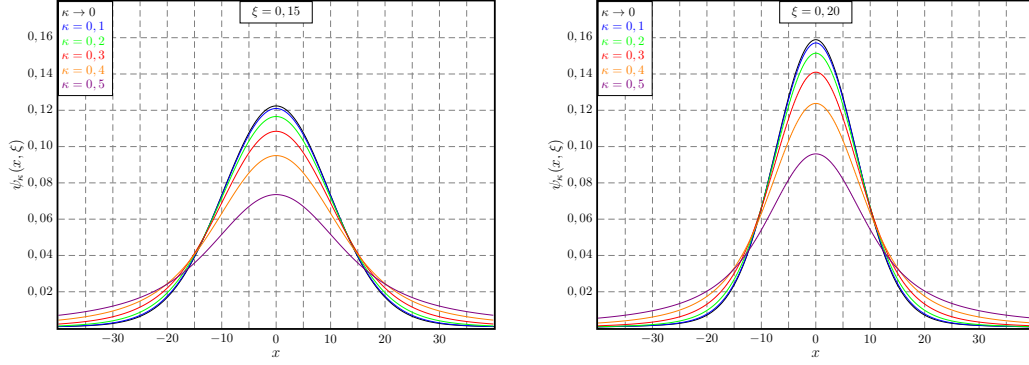 κ → 0
κ = 0, 1
κ = 0, 2
κ = 0, 3
κ = 0, 4
κ = 0, 5
ξ = 0, 15
0, 16
0, 14
0, 12
0, 10
0, 08
0, 06
0, 04
0, 02
ψκ(x, ξ)
−30
−20
−10
0
10
20
30
x
κ → 0
κ = 0, 1
κ = 0, 2
κ = 0, 3
κ = 0, 4
κ = 0, 5
ξ = 0, 20
0, 16
0, 14
0, 12
0, 10
0, 08
0, 06
0, 04
0, 02
ψκ(x, ξ)
−30
−20
−10
0
10
20
30
x